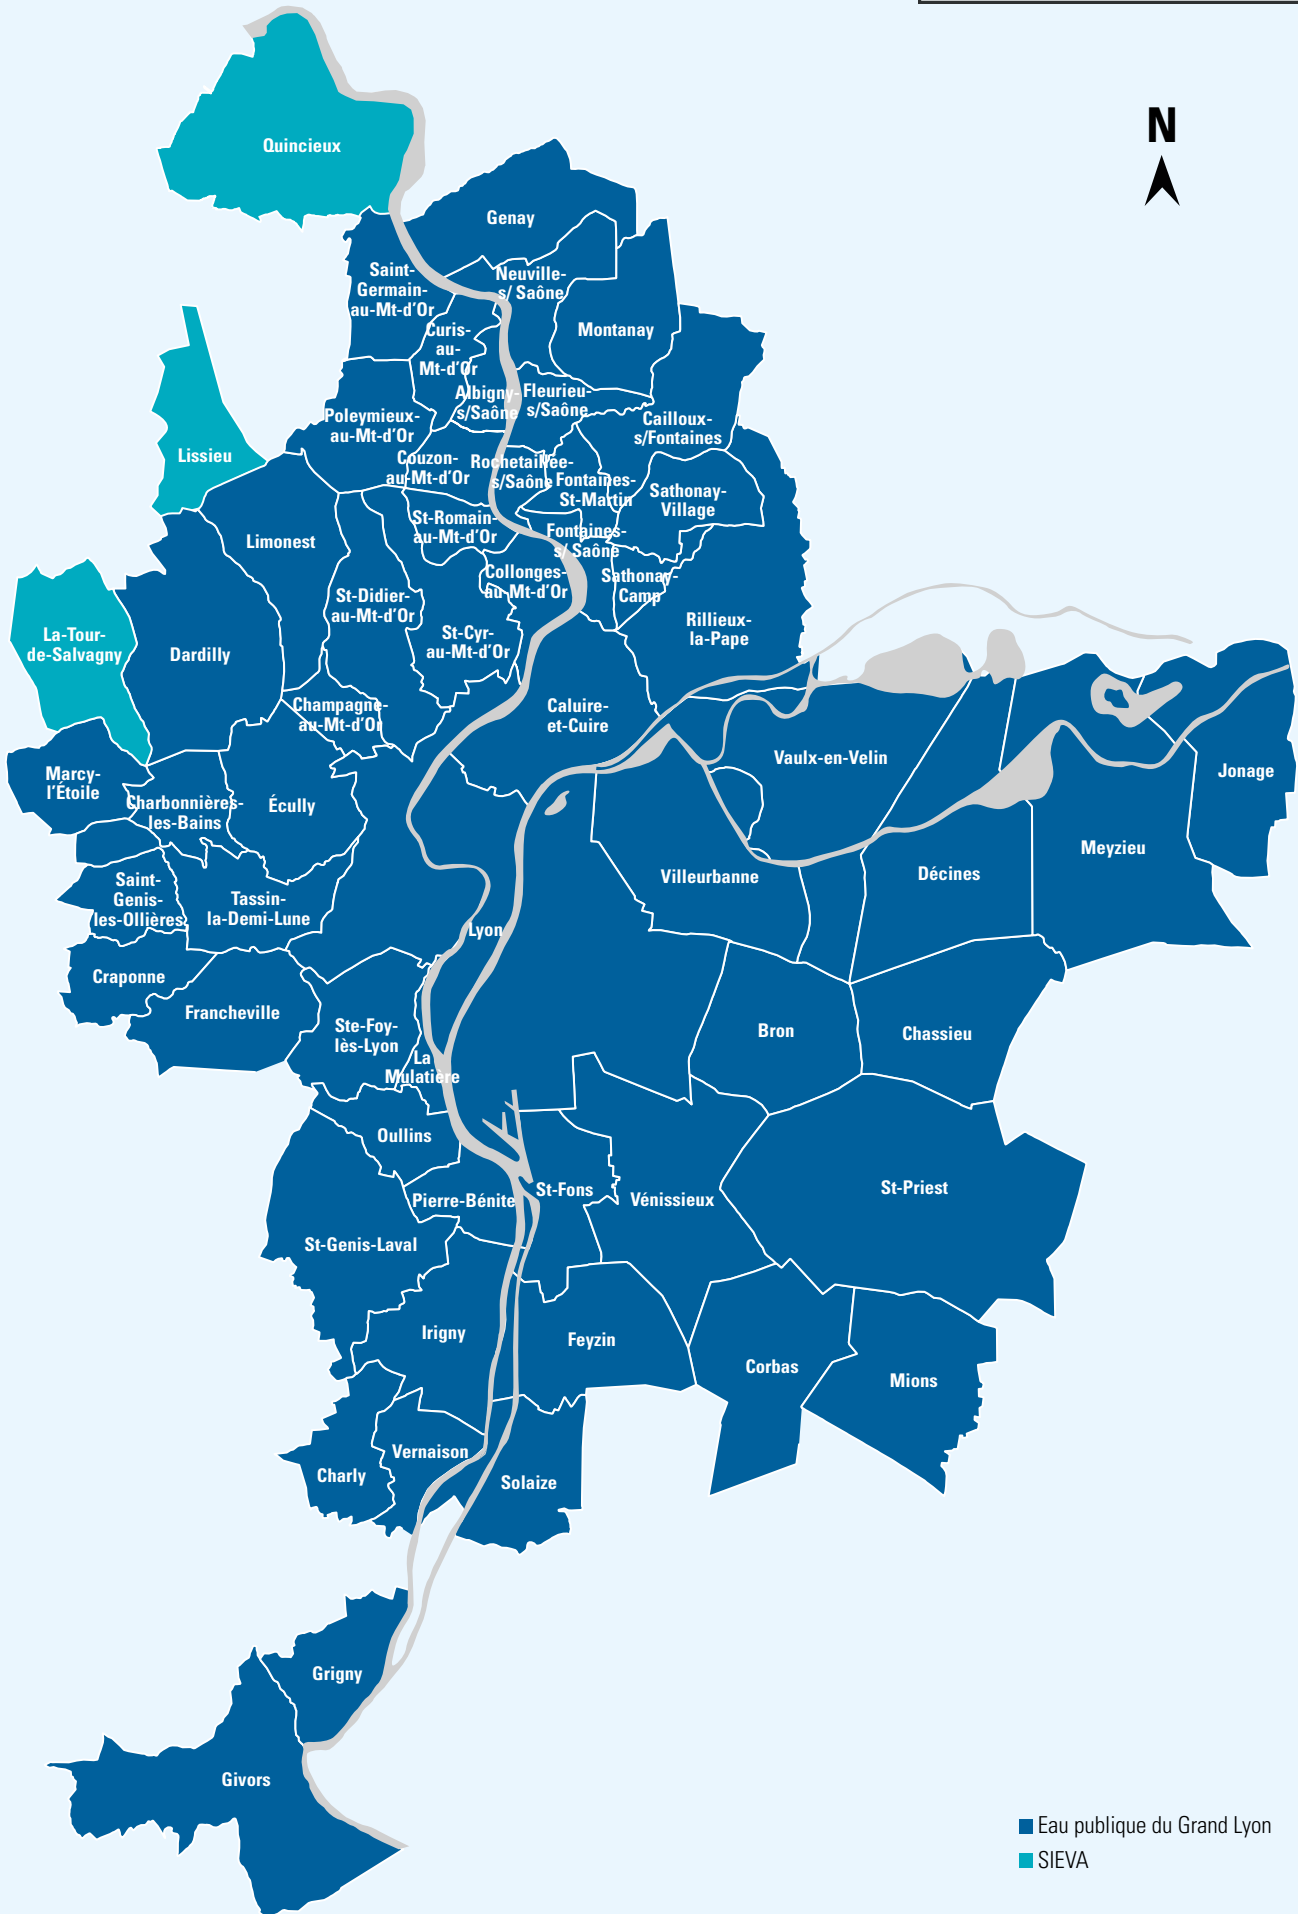 N
Quincieux
Genay
Saint-
Germain-
au-Mt-d'Or
Neuville-
s/ Saône
Montanay
Curis-
au-
Mt-d'Or
Albigny-
s/Saône
Fleurieu-
s/Saône
Poleymieux-
au-Mt-d'Or
Cailloux-
s/Fontaines
Lissieu
Couzon-
au-Mt-d'Or
Rochetaillée-
s/Saône
Fontaines-
St-Martin
Sathonay-
Village
Limonest
St-Romain-
au-Mt-d'Or
Fontaines-
s/ Saône
Collonges-
au-Mt-d'Or
Sathonay-
Camp
St-Didier-
au-Mt-d'Or
Rillieux-
la-Pape
La-Tour-
de-Salvagny
Dardilly
St-Cyr-
au-Mt-d'Or
Champagne-
au-Mt-d'Or
Caluire-
et-Cuire
Vaulx-en-Velin
Jonage
Marcy-
l'Étoile
Charbonnières-
les-Bains
Écully
Meyzieu
Villeurbanne
Décines
Saint-
Genis-
les-Ollières
Tassin-
la-Demi-Lune
Lyon
Craponne
Francheville
Ste-Foy-
lès-Lyon
La
Mulatière
Bron
Chassieu
Oullins
Pierre-Bénite
St-Fons
Vénissieux
St-Priest
St-Genis-Laval
Irigny
Feyzin
Corbas
Mions
Vernaison
Charly
Solaize
Grigny
Givors
Eau publique du Grand Lyon
SIEVA